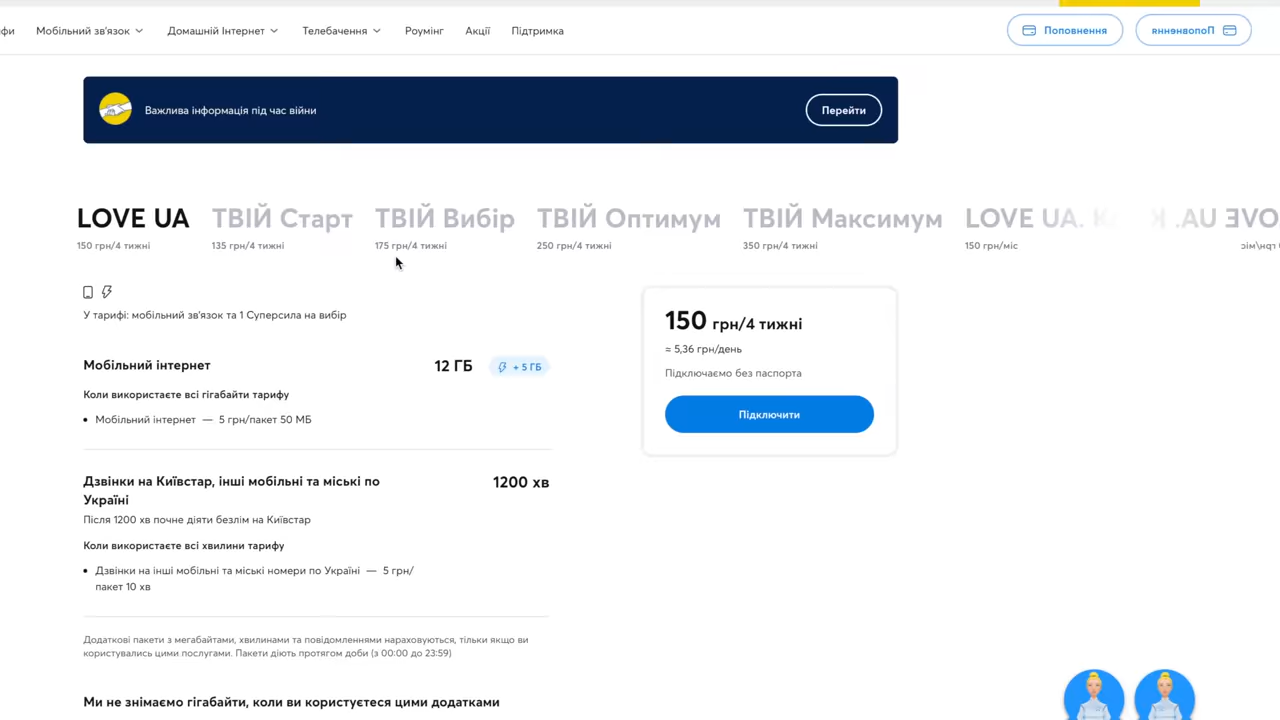 фи
Мобільний зв'язок
Домашній Інтернет
Телебачення
Роумінг
Акції
Підтримка
Поповнення
Поповнення
Важлива інформація під час війни
Перейти
LOVE UA
ТВІЙ Старт
ТВІЙ Вибір
ТВІЙ Оптимум
ТВІЙ Максимум
LOVE UA.
150 грн/4 тижні
135 грн/4 тижні
175 грн/4 тижні
250 грн/4 тижні
350 грн/4 тижні
150 грн/міс
У тарифі: мобільний зв'язок та 1 Суперсила на вибір
Мобільний інтернет
12 ГБ
+ 5 ГБ
Коли використаєте всі гігабайти тарифу
Мобільний інтернет — 5 грн/пакет 50 МБ
150 грн/4 тижні
≈ 5,36 грн/день
Підключаємо без паспорта
Підключити
Дзвінки на Київстар, інші мобільні та міські по
Україні
1200 хв
Після 1200 хв почне діяти безлім на Київстар
Коли використаєте всі хвилини тарифу
Дзвінки на інші мобільні та міські номери по Україні — 5 грн/
пакет 10 хв
Додаткові пакети з мегабайтами, хвилинами та повідомленнями нараховуються, тільки якщо ви
користувались цими послугами. Пакети діють протягом доби (з 00:00 до 23:59)
Ми не знімаємо гігабайти, коли ви користуєтеся цими додатками